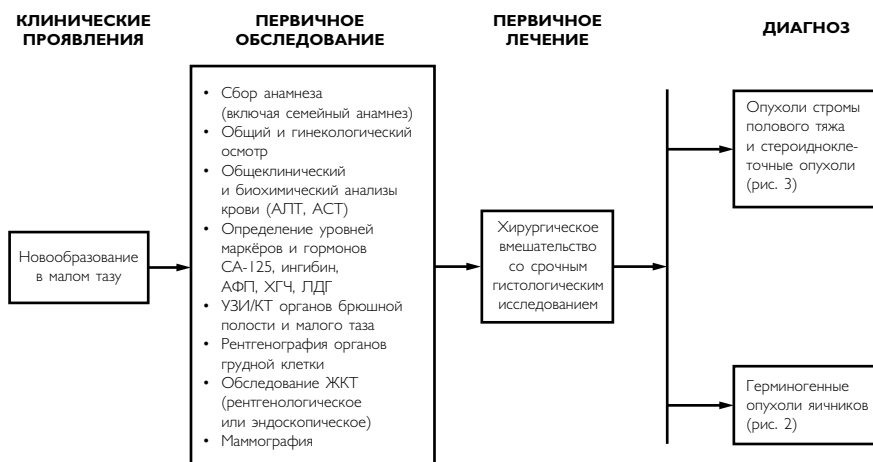 КЛИНИЧЕСКИЕ
ПРОЯВЛЕНИЯ
ПЕРВИЧНОЕ
ОБСЛЕДОВАНИЕ
ПЕРВИЧНОЕ
ЛЕЧЕНИЕ
ДИАГНОЗ
Новообразование
в малом тазу
• Сбор анамнеза
(включая семейный анамнез)
• Общий и гинекологический
осмотр
• Общеклинический
и биохимический анализы
крови (АЛТ, АСТ)
• Определение уровней
маркёров и гормонов
СА-125, ингибин,
АФП, ХГЧ, ЛДГ
• УЗИ/КТ органов брюшной
полости и малого таза
• Рентгенография органов
грудной клетки
• Обследование ЖКТ
(рентгенологическое
или эндоскопическое)
• Маммография
Хирургическое
вмешательство
со срочным
гистологическим
исследованием
Опухоли стромы
полового тяжа
и стероидноклe-
точные опухоли
(рис. 3)
Герминогенные
опухоли яичников
(рис. 2)